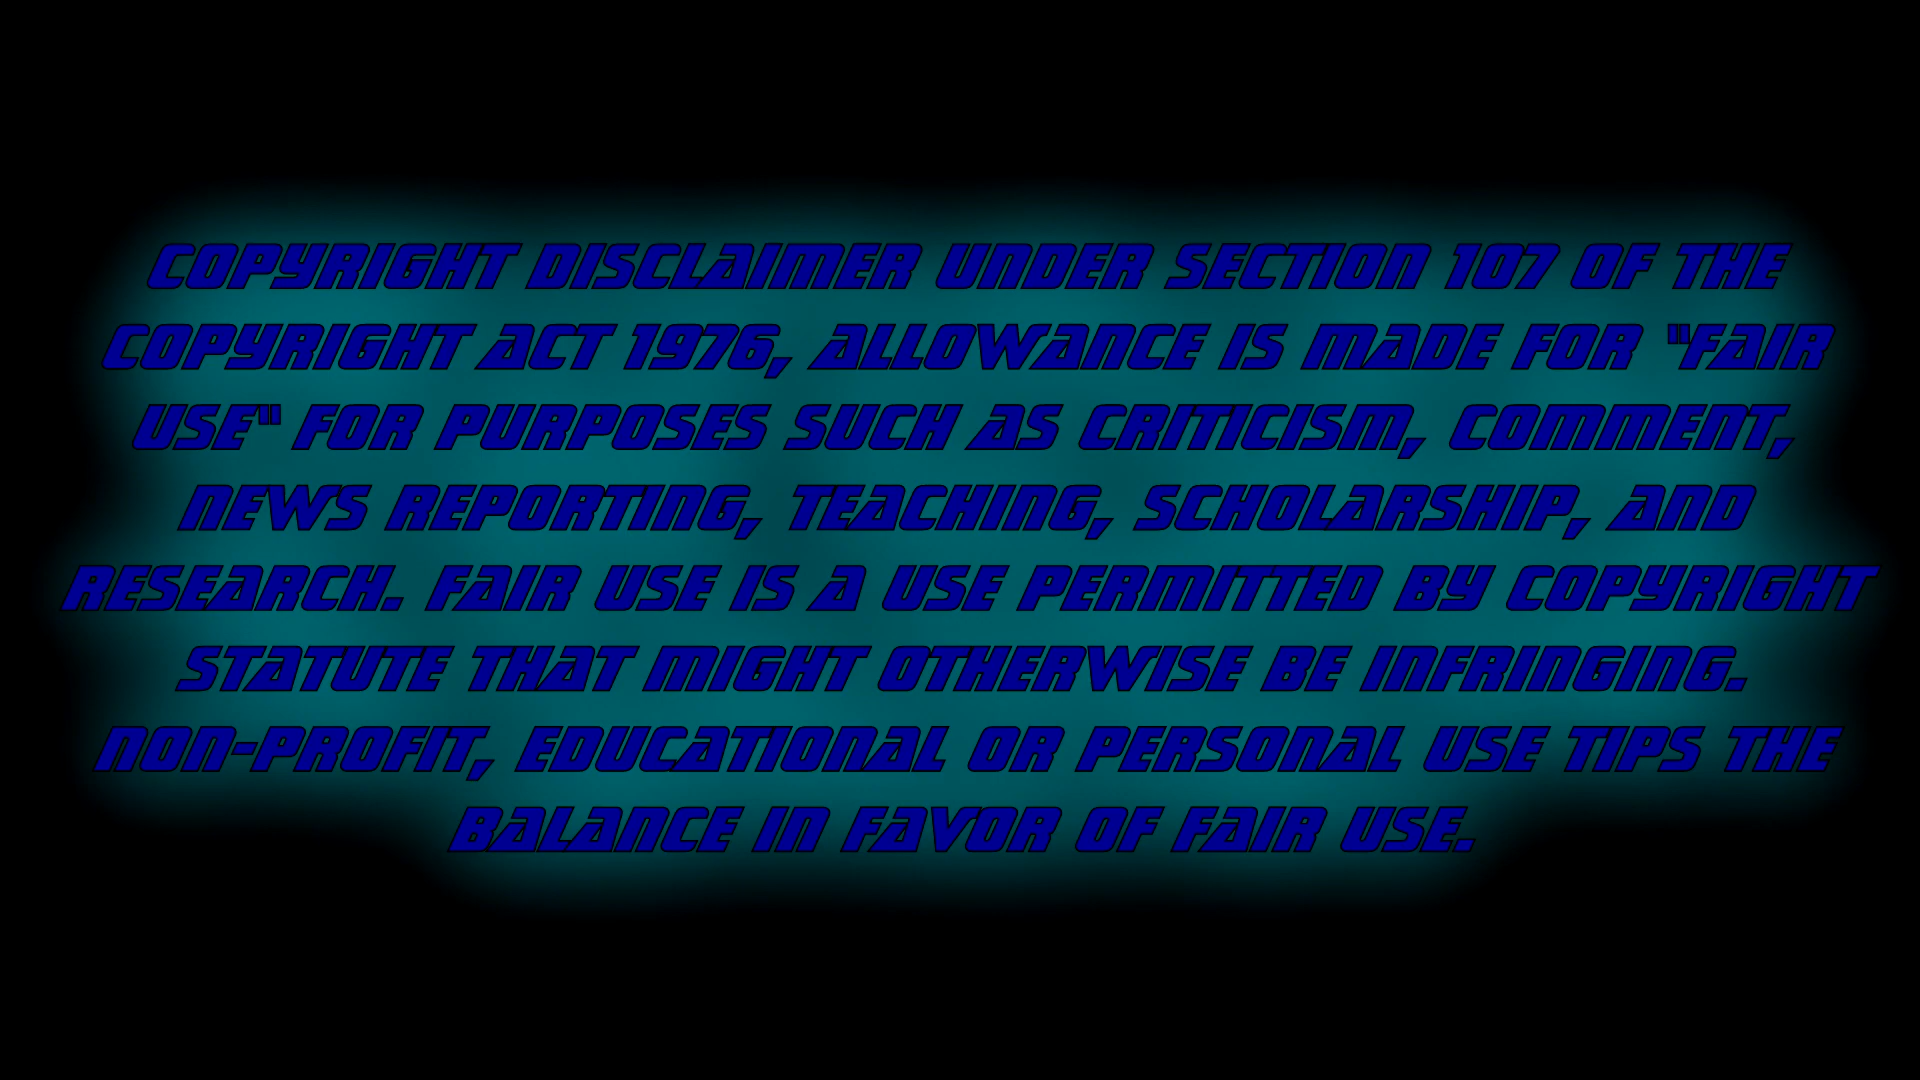 COPYRIGHT DISCLAIMER UNDER SECTION 107 OF THE
COPYRIGHT ACT 1976, ALLOWANCE IS MADE FOR "FAIR
USE" FOR PURPOSES SUCH AS CRITICISM, COMMENT,
NEWS REPORTING, TEACHING, SCHOLARSHIP, AND
RESEARCH. FAIR USE IS A USE PERMITTED BY COPYRIGHT
STATUTE THAT MIGHT OTHERWISE BE INFRINGING.
NON-PROFIT, EDUCATIONAL OR PERSONAL USE TIPS THE
BALANCE IN FAVOR OF FAIR USE.